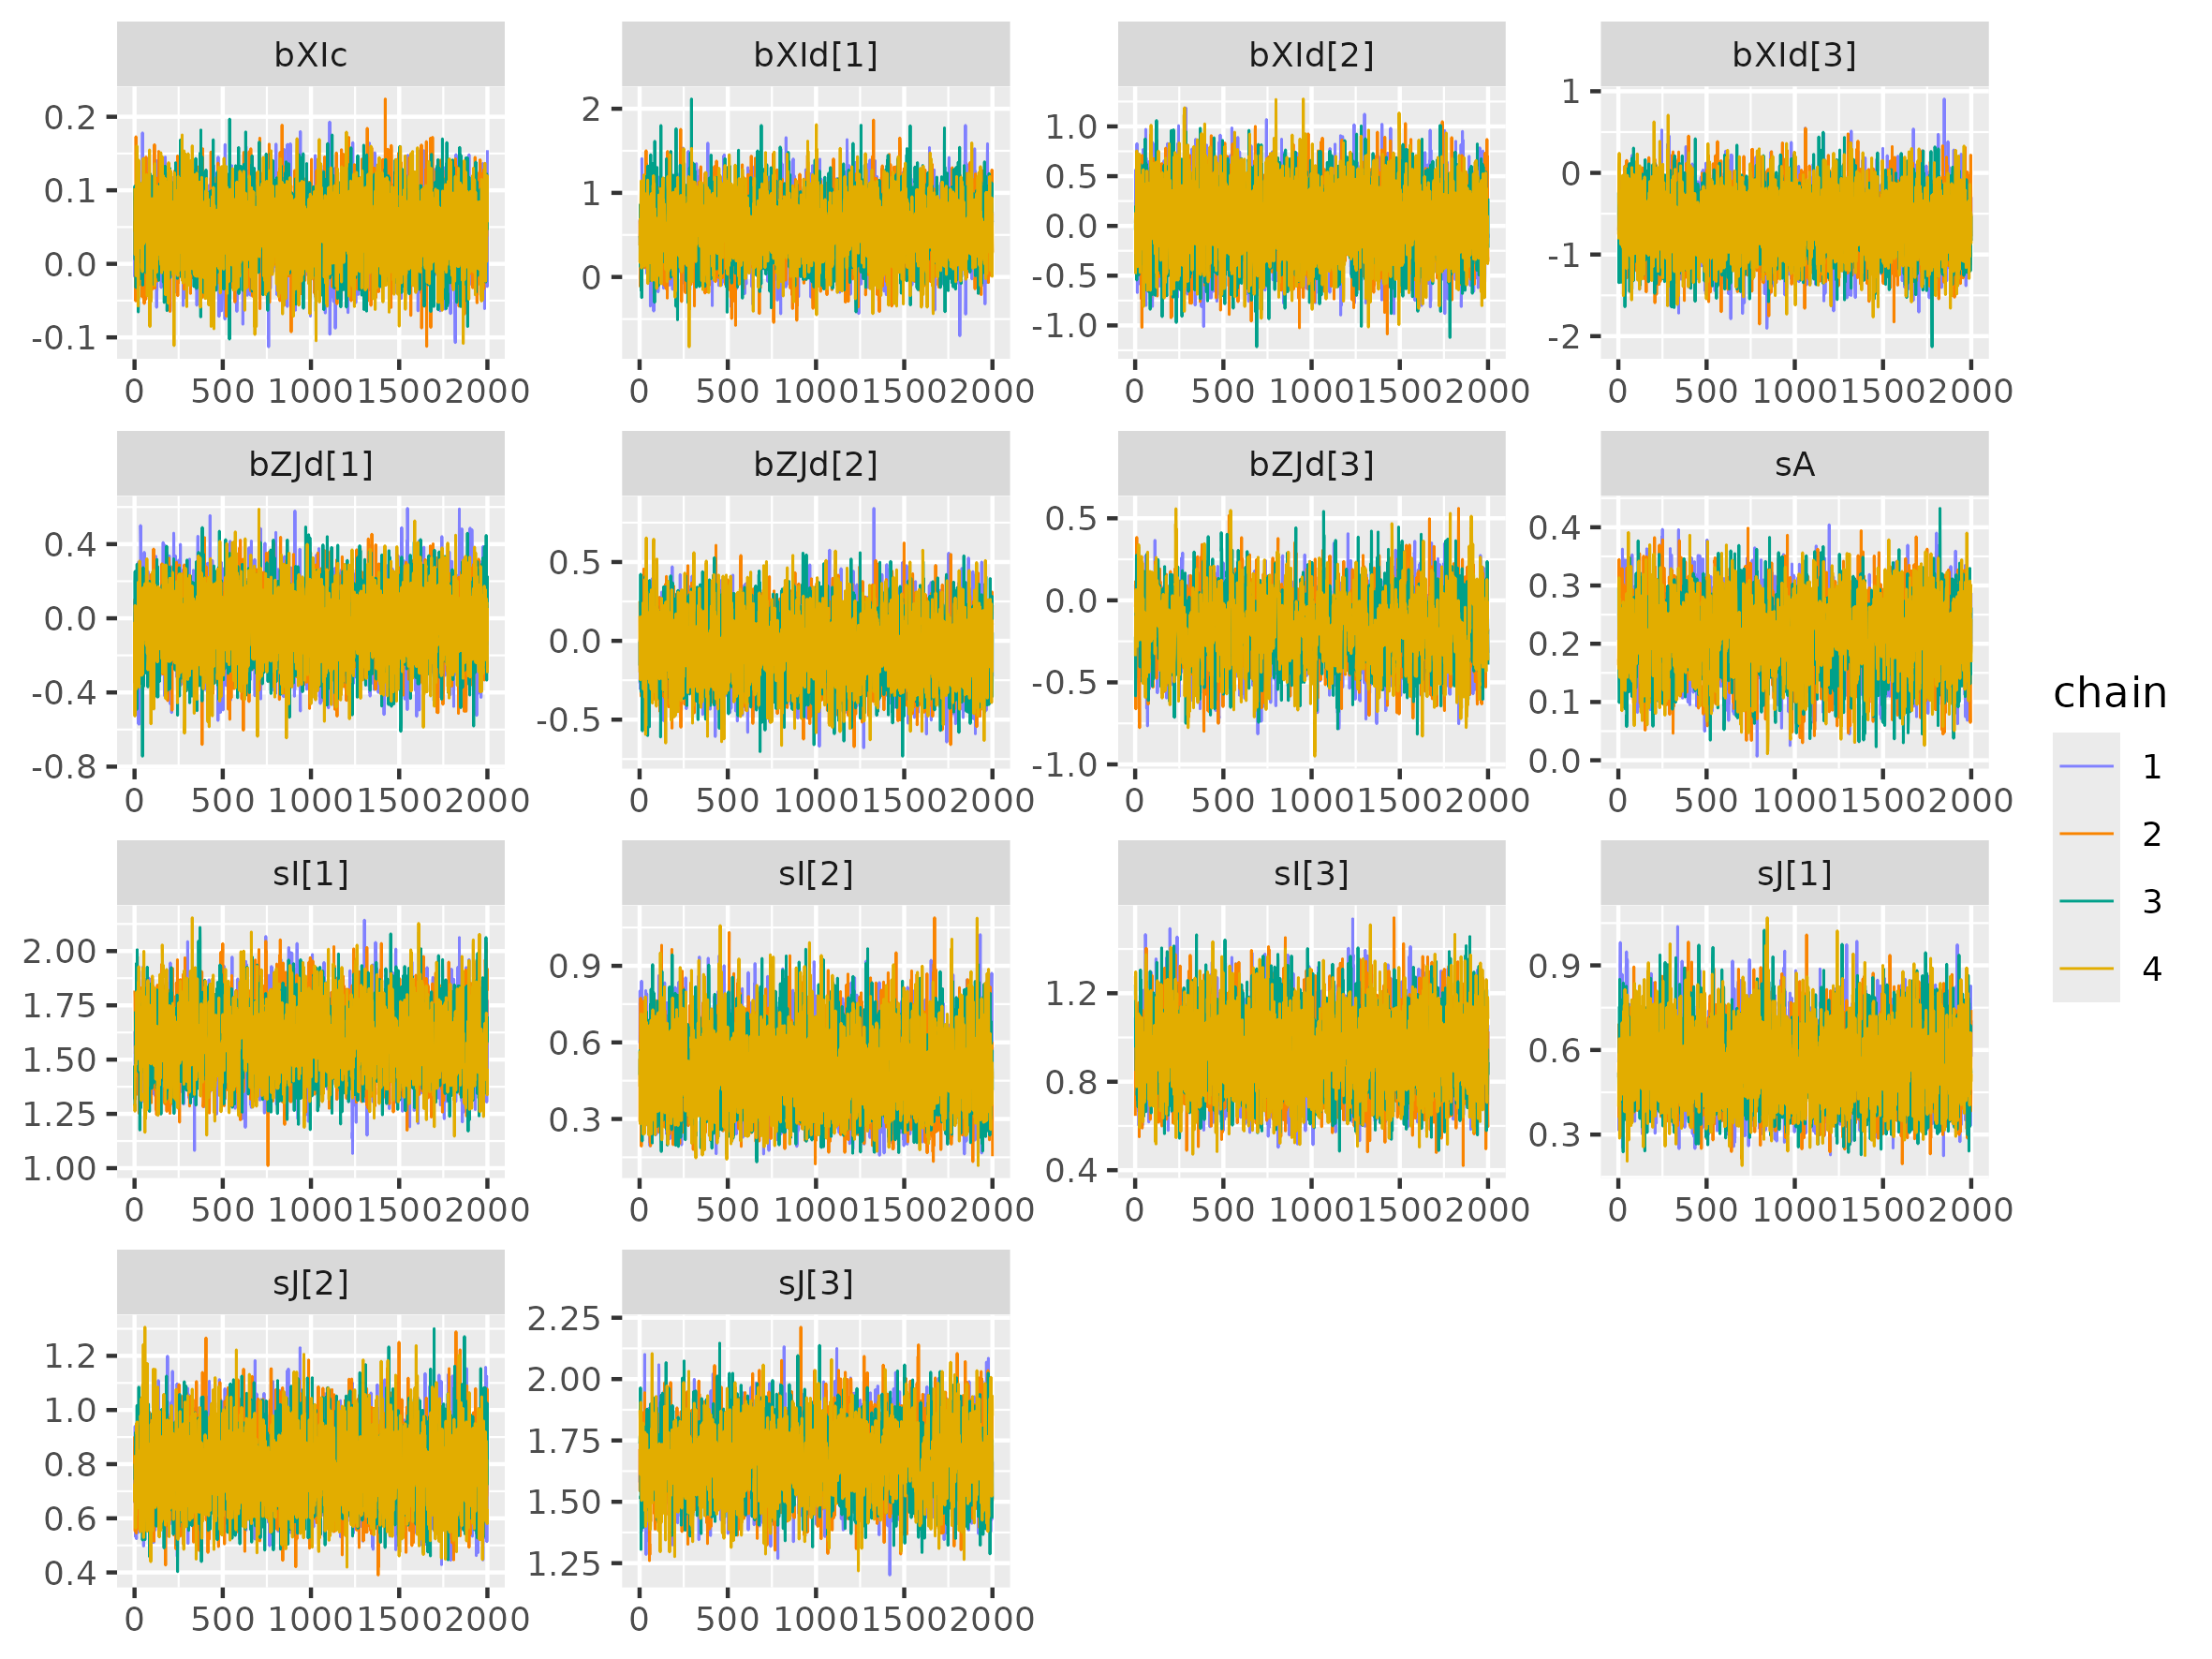 bXIc bXId[1] bXId[2] bXId[3]
0.2 0.1 0.0 -0.1
2 1 0
1.0 0.5 0.0 -0.5 -1.0
1 0 -1 -2
0 500 1000 1500 2000 0 500 1000 1500 2000 0 500 1000 1500 2000 0 500 1000 1500 2000
bZJd[1] bZJd[2] bZJd[3] sA
0.4 0.0 -0.4 -0.8
0.5 0.0 -0.5
0.5 0.0 -0.5 -1.0
0.4 0.3 0.2 0.1 0.0
0 500 1000 1500 2000 0 500 1000 1500 2000 0 500 1000 1500 2000 0 500 1000 1500 2000
sI[1] sI[2] sI[3] sJ[1]
2.00 1.75 1.50 1.25 1.00
0.9 0.6 0.3
1.2 0.8 0.4
0.9 0.6 0.3
0 500 1000 1500 2000 0 500 1000 1500 2000 0 500 1000 1500 2000 0 500 1000 1500 2000
sJ[2] sJ[3]
1.2 1.0 0.8 0.6 0.4
2.25 2.00 1.75 1.50 1.25
0 500 1000 1500 2000 0 500 1000 1500 2000
chain
1
2
3
4